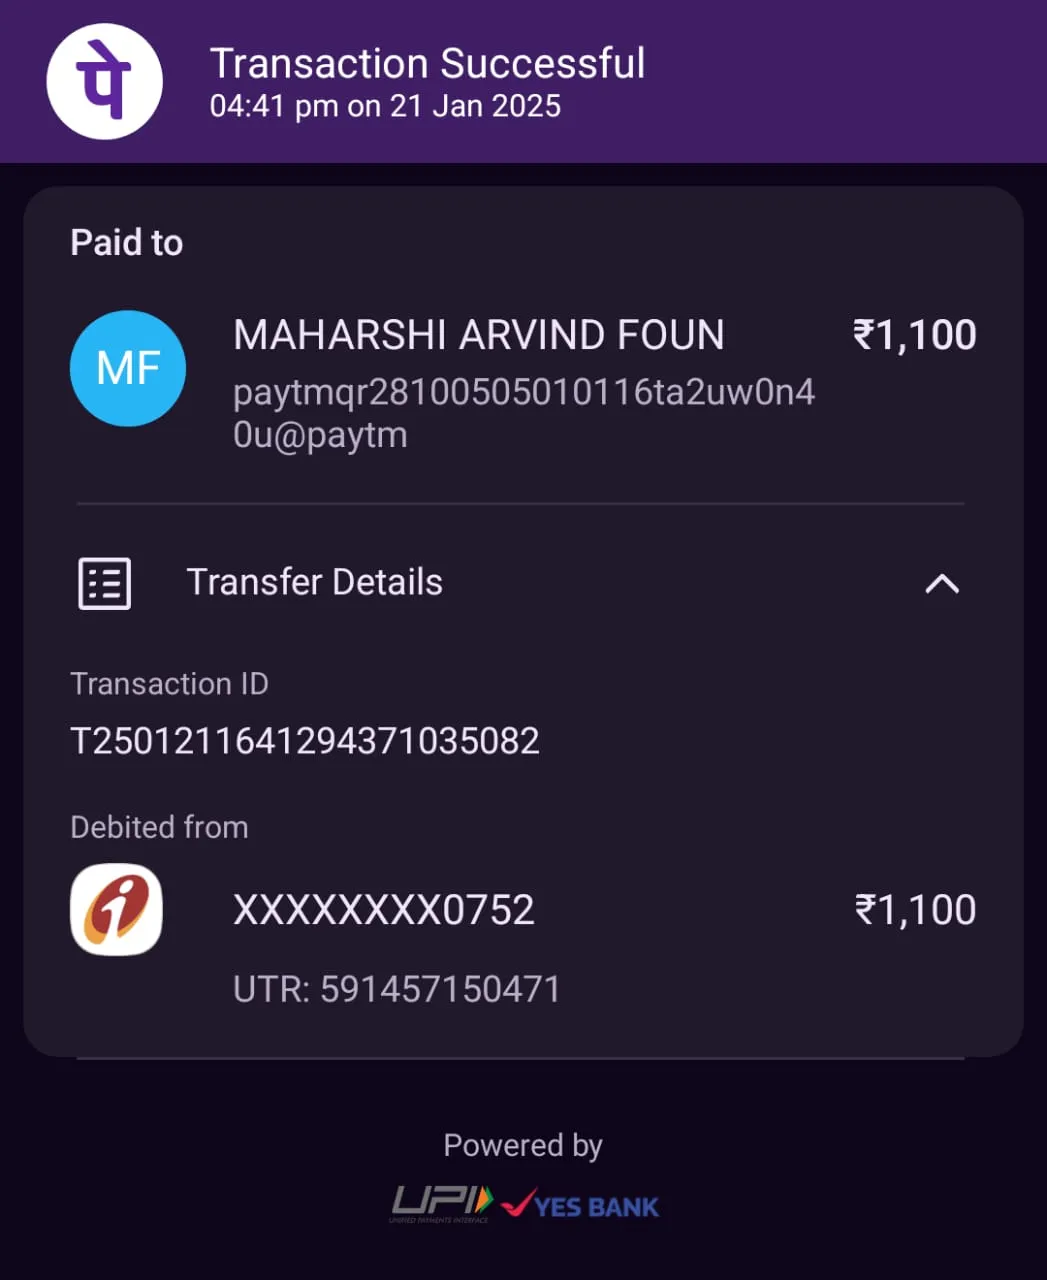 पे
Transaction Successful
04:41 pm on 21 Jan 2025
Paid to
MF
MAHARSHI ARVIND FOUN
₹1,100
paytmqr28100505010116ta2uw0n4
0u@paytm
Transfer Details
Transaction ID
T2501211641294371035082
Debited from
XXXXXXXX0752
₹1,100
UTR: 591457150471
Powered by
UPI
UNIFIED PAYMENTS INTERFACE
YES BANK